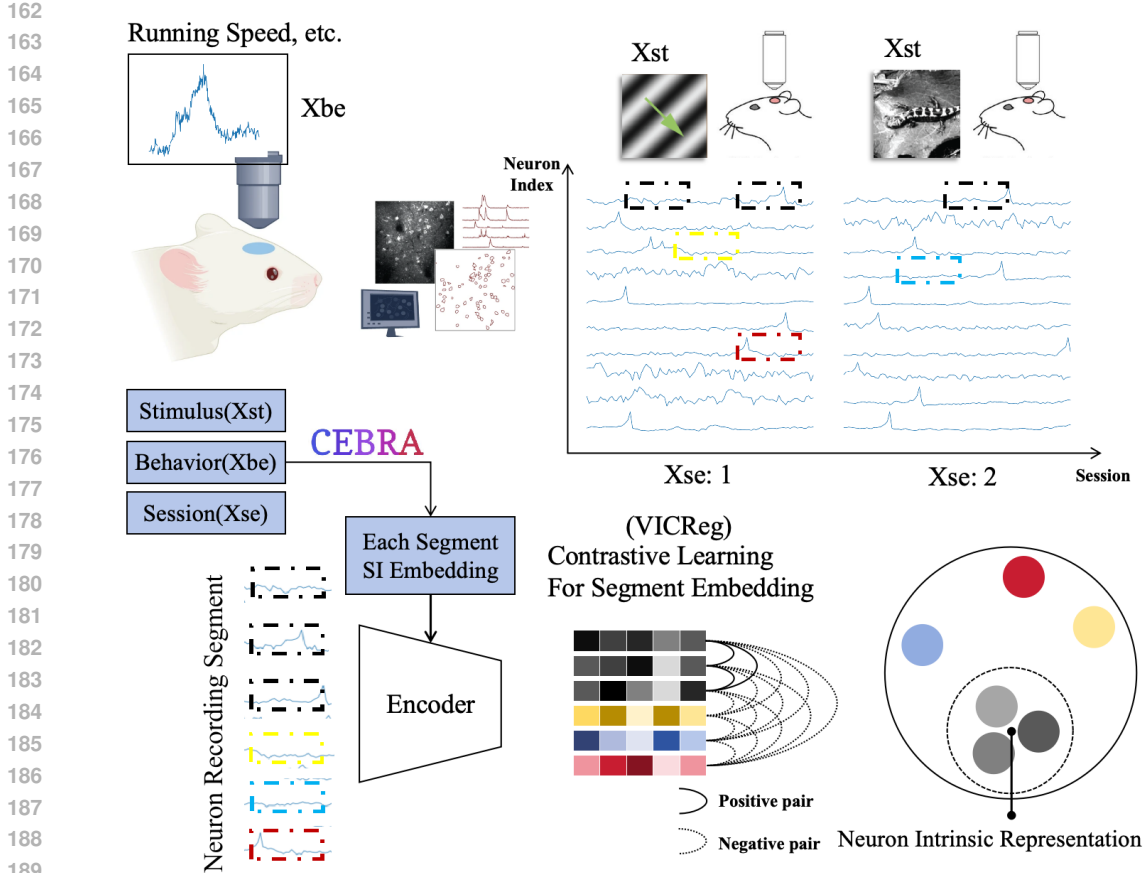 162
163
164
165
166
167
168
169
170
171
172
173
174
175
176
177
178
179
180
181
182
183
184
185
186
187
188
189
Running Speed, etc.
Xbe
Xst
Xst
Neuron
Index
Xse: 1
Xse: 2
Session
Stimulus(Xst)
Behavior(Xbe)
Session(Xse)
CEBRA
Each Segment
SI Embedding
Neuron Recording Segment
Encoder
(VICReg)
Contrastive Learning
For Segment Embedding
Positive pair
Negative pair
Neuron Intrinsic Representation